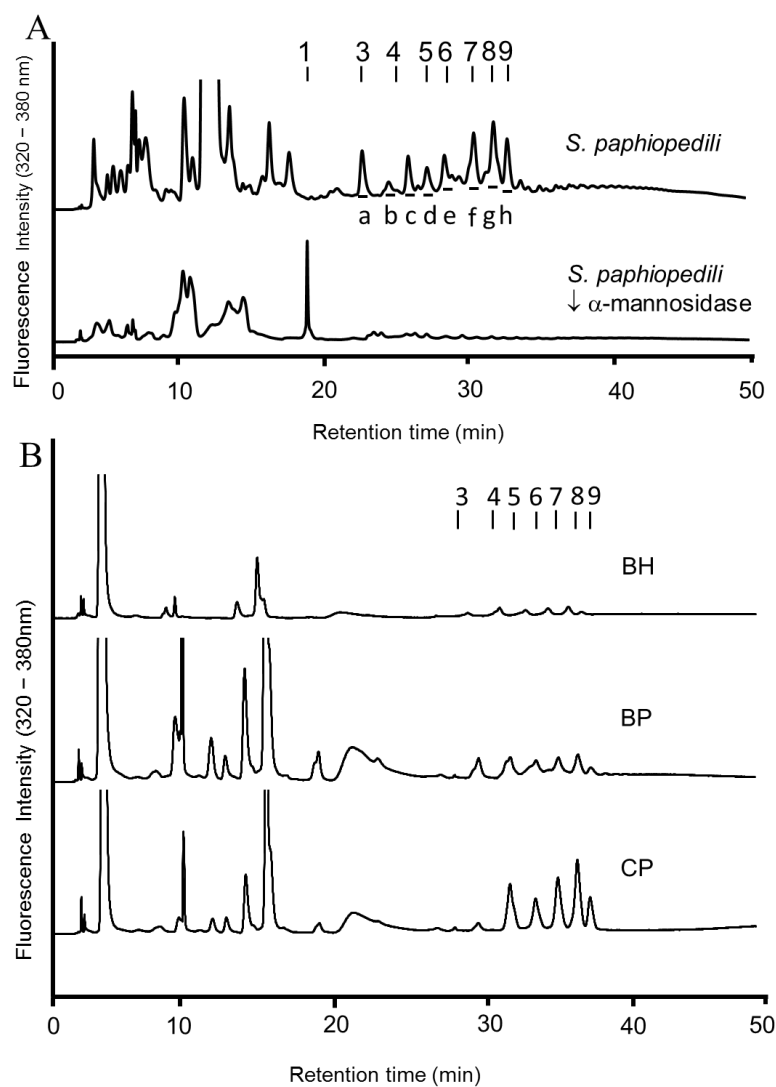 A
1 3 4 5 6 7 8 9
Fluorescence Intensity (320 – 380 nm)
S. paphiopedili
a b c d e f g h
S. paphiopedili
↓ α-mannosidase
0 10 20 30 40 50
Retention time (min)
B
3 4 5 6 7 8 9
BH
Fluorescence Intensity (320 – 380nm)
BP
CP
0 10 20 30 40 50
Retention time (min)